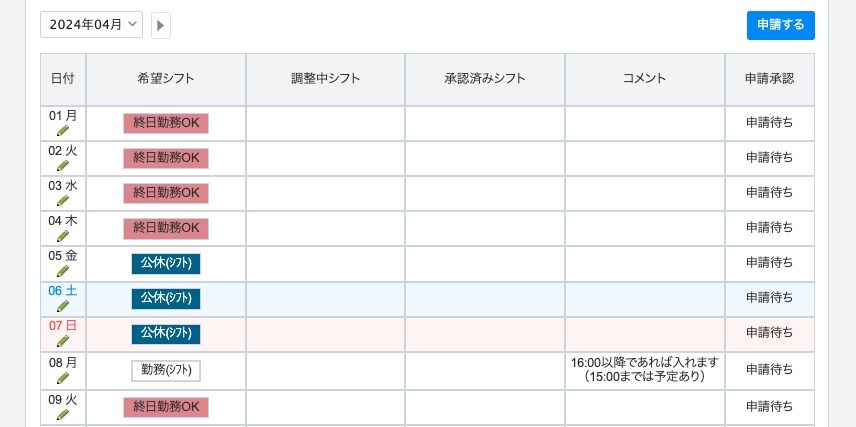 2024年04月
申請する
日付 希望シフト 調整中シフト 承認済みシフト コメント 申請承認
01 月 終日勤務OK 申請待ち
02 火 終日勤務OK 申請待ち
03 水 終日勤務OK 申請待ち
04 木 終日勤務OK 申請待ち
05 金 公休(ｼﾌﾄ) 申請待ち
06 土 公休(ｼﾌﾄ) 申請待ち
07 日 公休(ｼﾌﾄ) 申請待ち
08 月 勤務(ｼﾌﾄ) 16:00以降であれば入れます 申請待ち
（15:00までは予定あり）
09 火 終日勤務OK 申請待ち